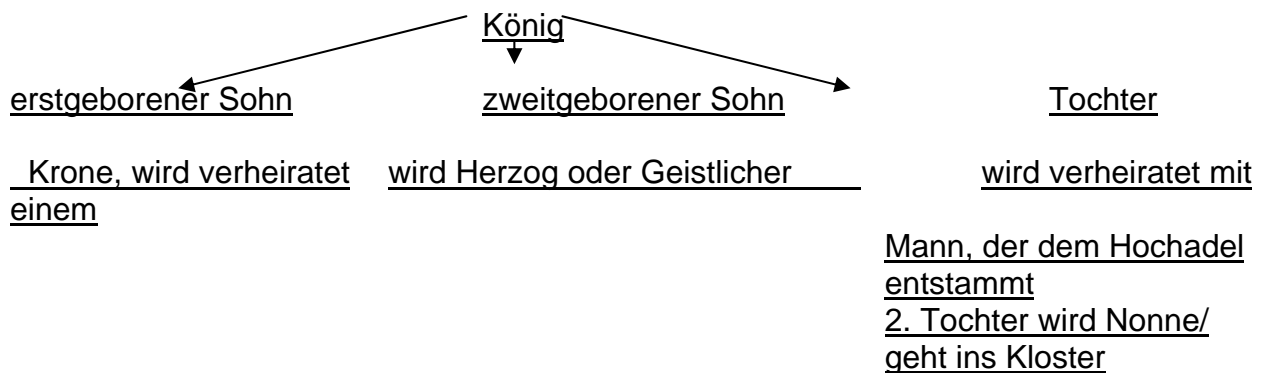 König
erstgeborener Sohn zweitgeborener Sohn Tochter
Krone, wird verheiratet wird Herzog oder Geistlicher wird verheiratet mit
einem
Mann, der dem Hochadel
entstammt
2. Tochter wird Nonne/
geht ins Kloster